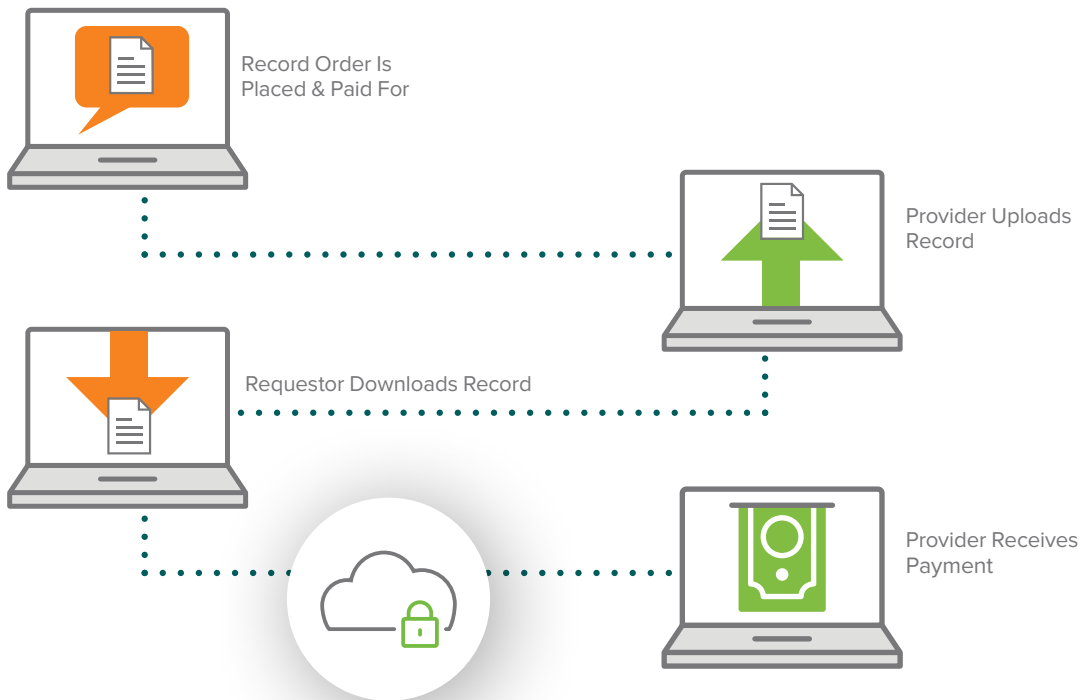 Record Order Is
Placed & Paid For
Provider Uploads
Record
Requestor Downloads Record
Provider Receives
Payment